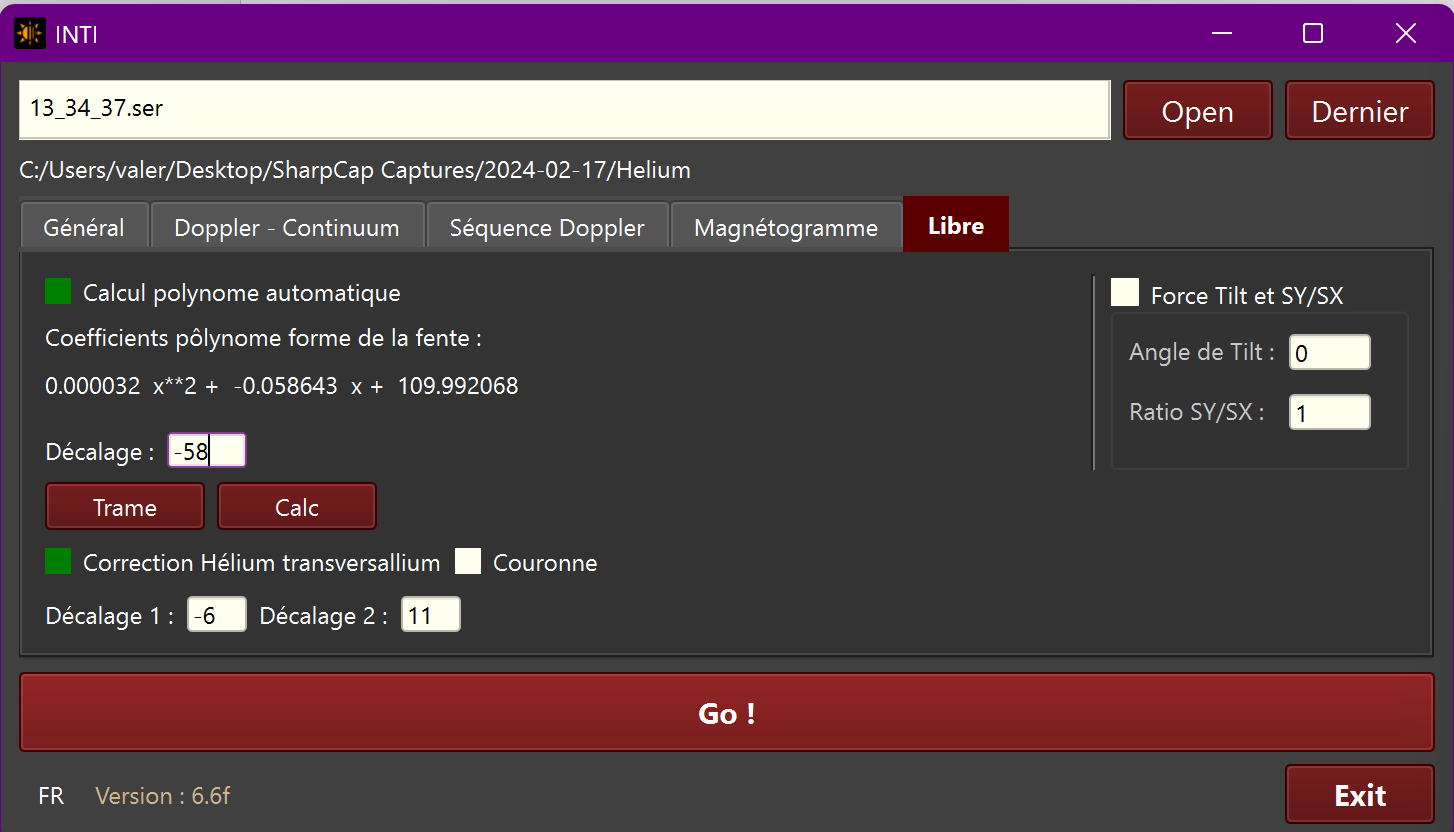 INTI
13_34_37.ser
Open
Dernier
C:/Users/valer/Desktop/SharpCap Captures/2024-02-17/Helium
Général
Doppler - Continuum
Séquence Doppler
Magnétogramme
Libre
Calcul polynome automatique
Coefficients pôlynome forme de la fente :
0.000032 x**2 + -0.058643 x + 109.992068
Décalage : -58
Trame
Calc
Correction Hélium transversallium
Couronne
Décalage 1 : -6 Décalage 2 : 11
Force Tilt et SY/SX
Angle de Tilt : 0
Ratio SY/SX : 1
Go !
FR Version : 6.6f
Exit